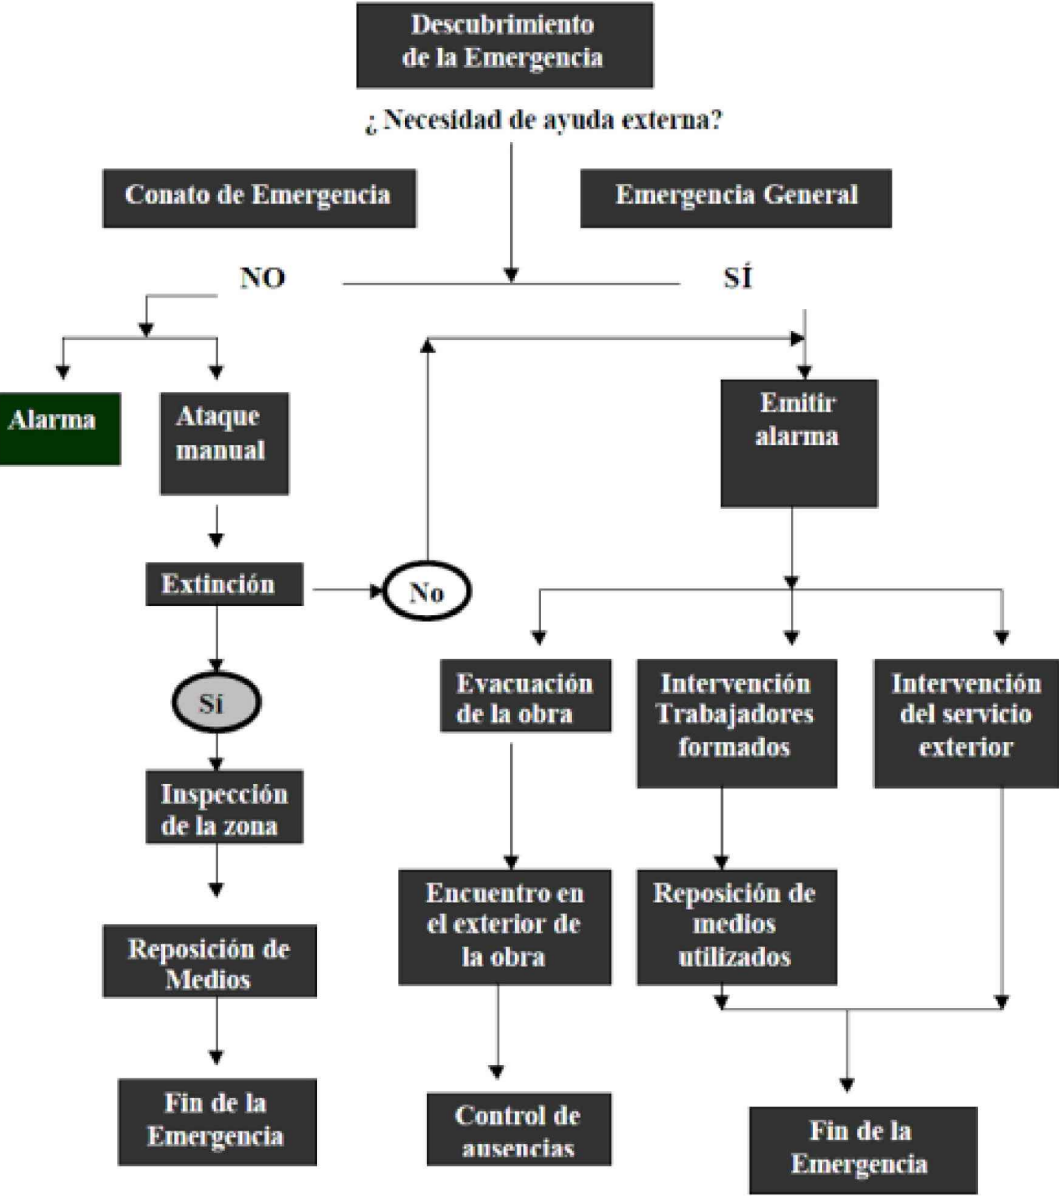 Descubrimiento
de la Emergencia
¿ Necesidad de ayuda externa?
Conato de Emergencia
Emergencia General
NO
SÍ
Alarma
Ataque
manual
Emitir
alarma
Extinción
No
Sí
Evacuación
de la obra
Intervención
Trabajadores
formados
Intervención
del servicio
exterior
Inspección
de la zona
Encuentro en
el exterior de
la obra
Reposición de
medios
utilizados
Reposición de
Medios
Fin de la
Emergencia
Control de
ausencias
Fin de la
Emergencia